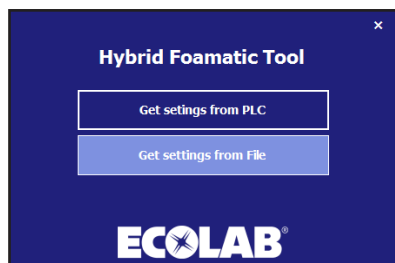 ×
Hybrid Foamatic Tool
Get setings from PLC
Get settings from File
ECOLAB®